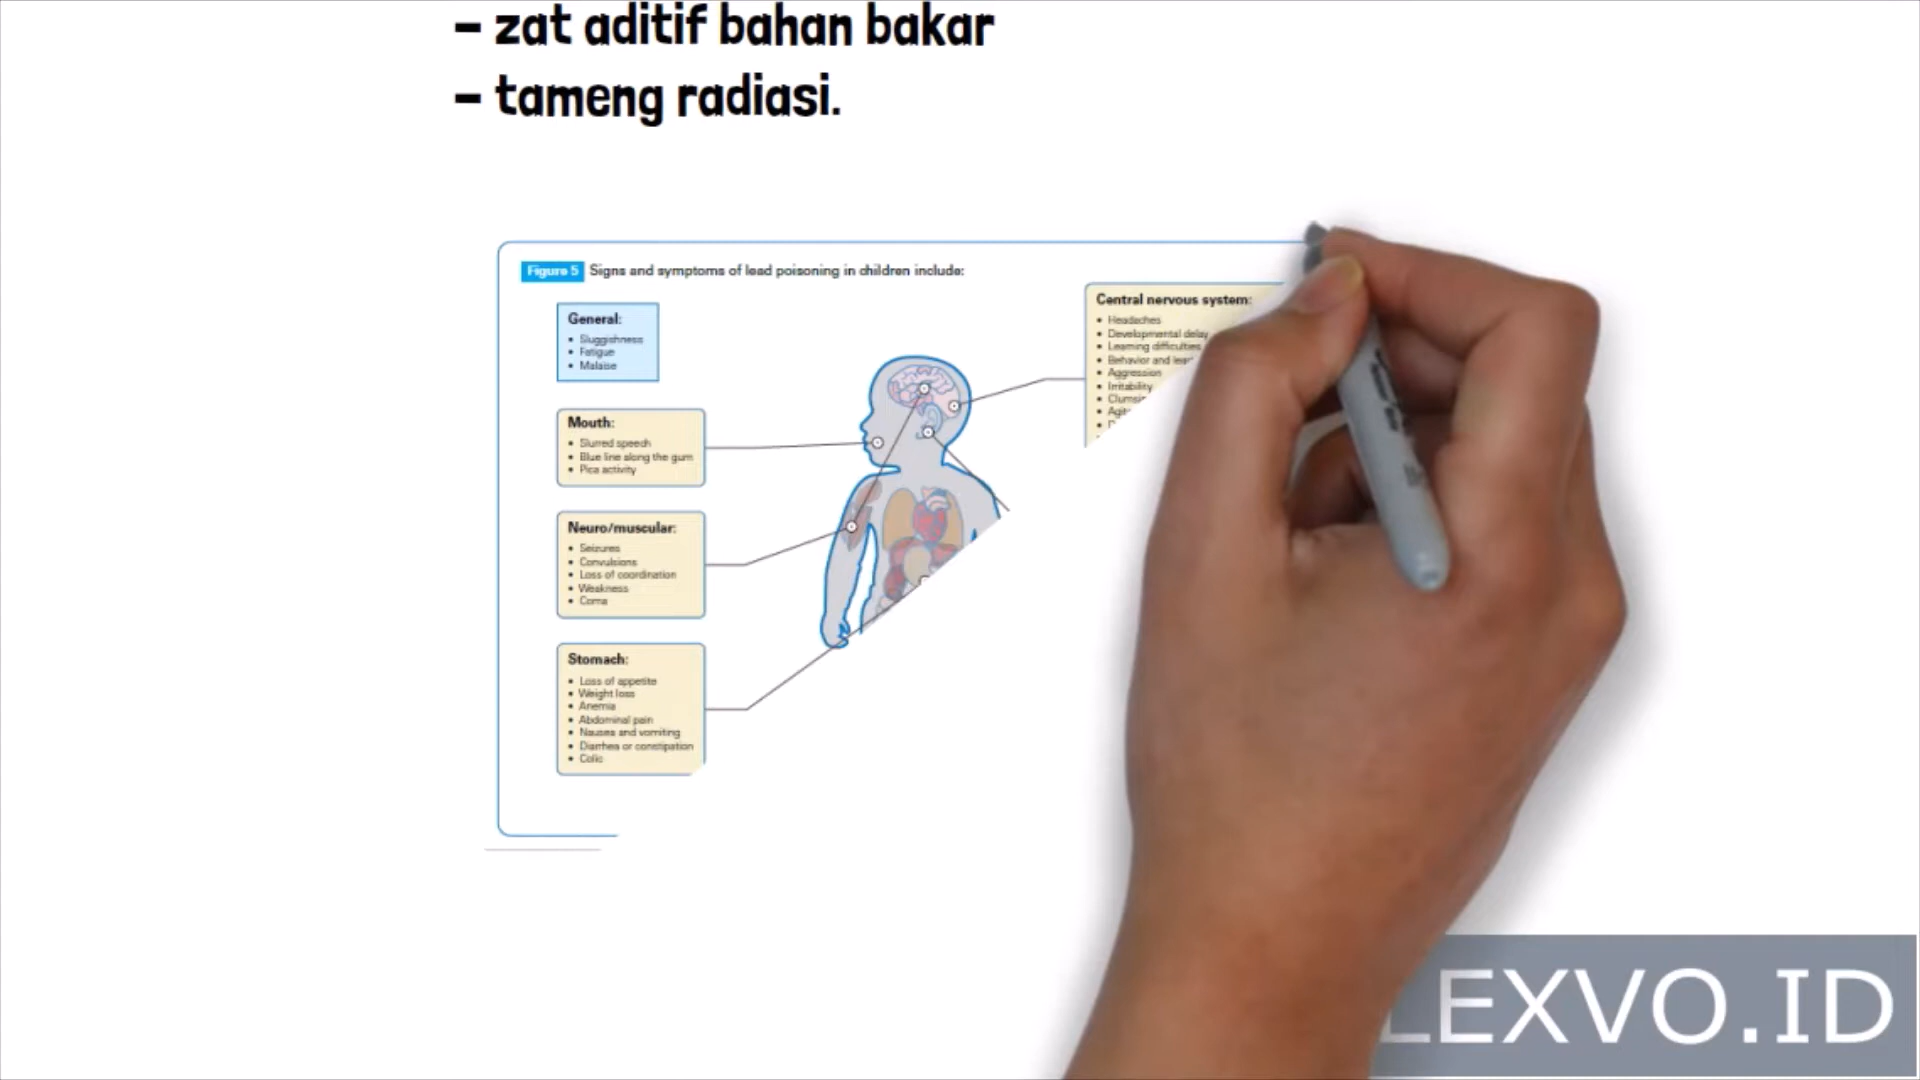 - zat aditif bahan bakar
- tameng radiasi.
Figure 5 Signs and symptoms of lead poisoning in children include:
General:
• Sluggishness
• Fatigue
• Malaise
Mouth:
• Slurred speech
• Blue line along the gum
• Pica activity
Neuro/muscular:
• Seizures
• Convulsions
• Loss of coordination
• Weakness
• Coma
Stomach:
• Loss of appetite
• Weight loss
• Anemia
• Abdominal pain
• Nausea and vomiting
• Diarrhea or constipation
• Colic
Central nervous system:
• Headaches
• Developmental delay
• Learning difficulties
• Behavior and
• Aggression
• Irritability
LEXVO.ID